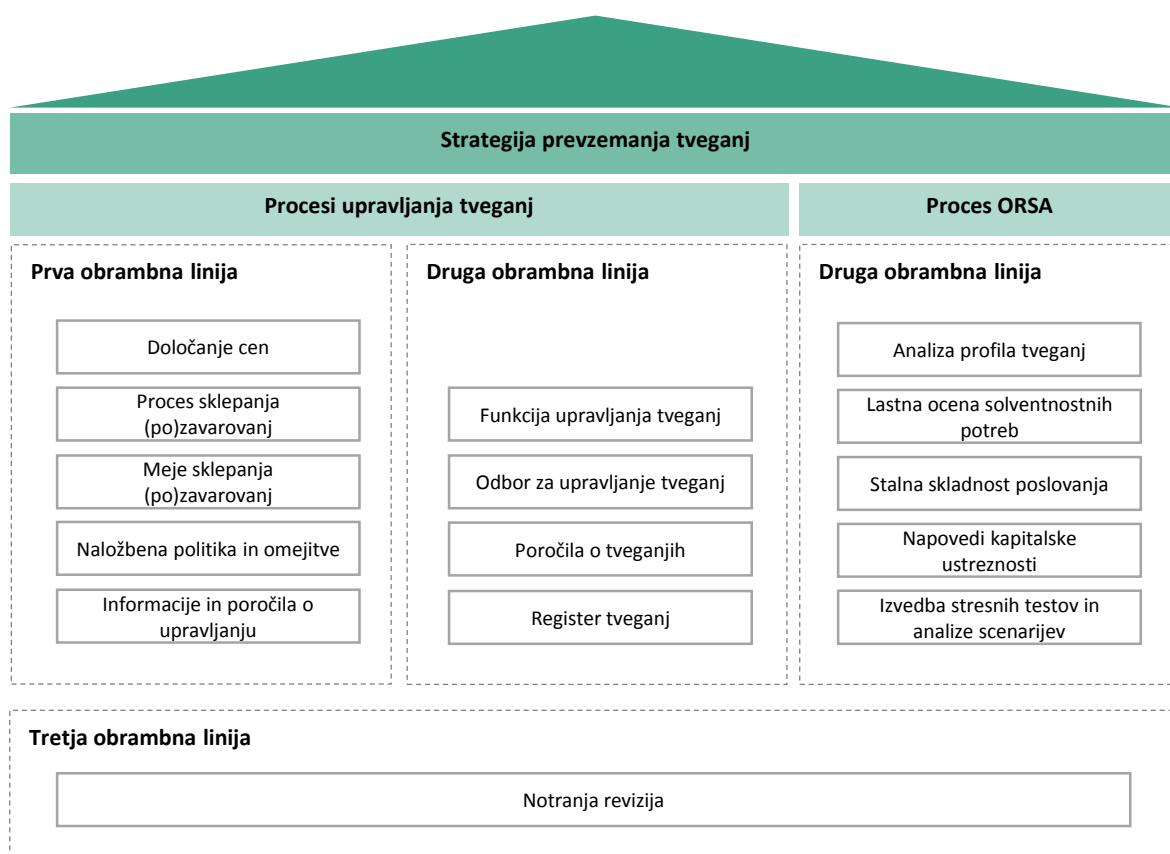 Strategija prevzemanja tveganj
Procesi upravljanja tveganj
Proces ORSA
Prva obrambna linija
Določanje cen
Proces sklepanja
(po)zavarovanj
Meje sklepanja
(po)zavarovanj
Naložbena politika in omejitve
Informacije in poročila o
upravljanju
Druga obrambna linija
Funkcija upravljanja tveganj
Odbor za upravljanje tveganj
Poročila o tveganjih
Register tveganj
Druga obrambna linija
Analiza profila tveganj
Lastna ocena solventnostnih
potreb
Stalna skladnost poslovanja
Napovedi kapitalske
ustreznosti
Izvedba stresnih testov in
analize scenarijev
Tretja obrambna linija
Notranja revizija